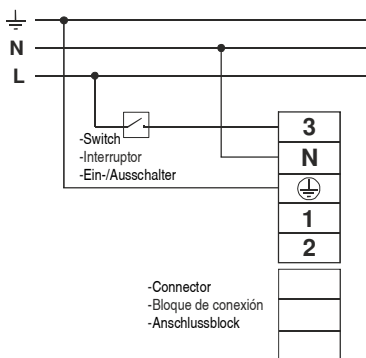 N
L
-Switch
-Interruptor
-Ein-/Ausschalter
3
N
1
2
-Connector
-Bloque de conexión
-Anschlussblock